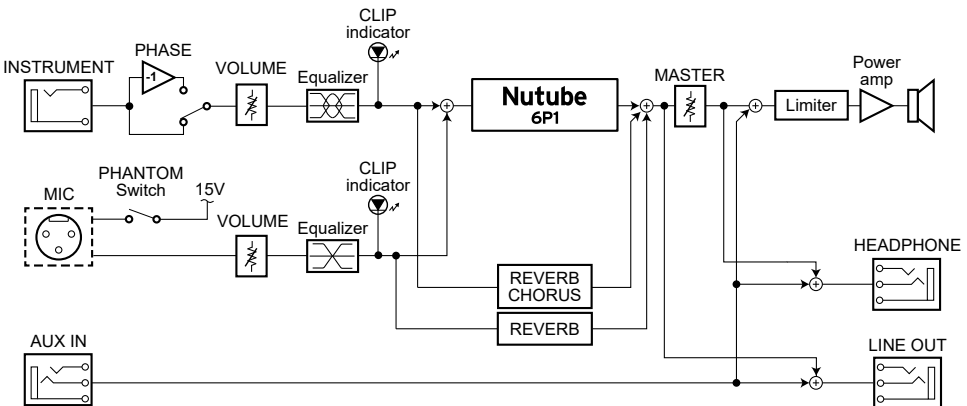 CLIP
indicator
PHASE
INSTRUMENT
-1
VOLUME
Equalizer
Nutube
6P1
MASTER
Power
amp
Limiter
CLIP
indicator
PHANTOM
Switch
15V
MIC
VOLUME
Equalizer
HEADPHONE
REVERB
CHORUS
REVERB
AUX IN
LINE OUT